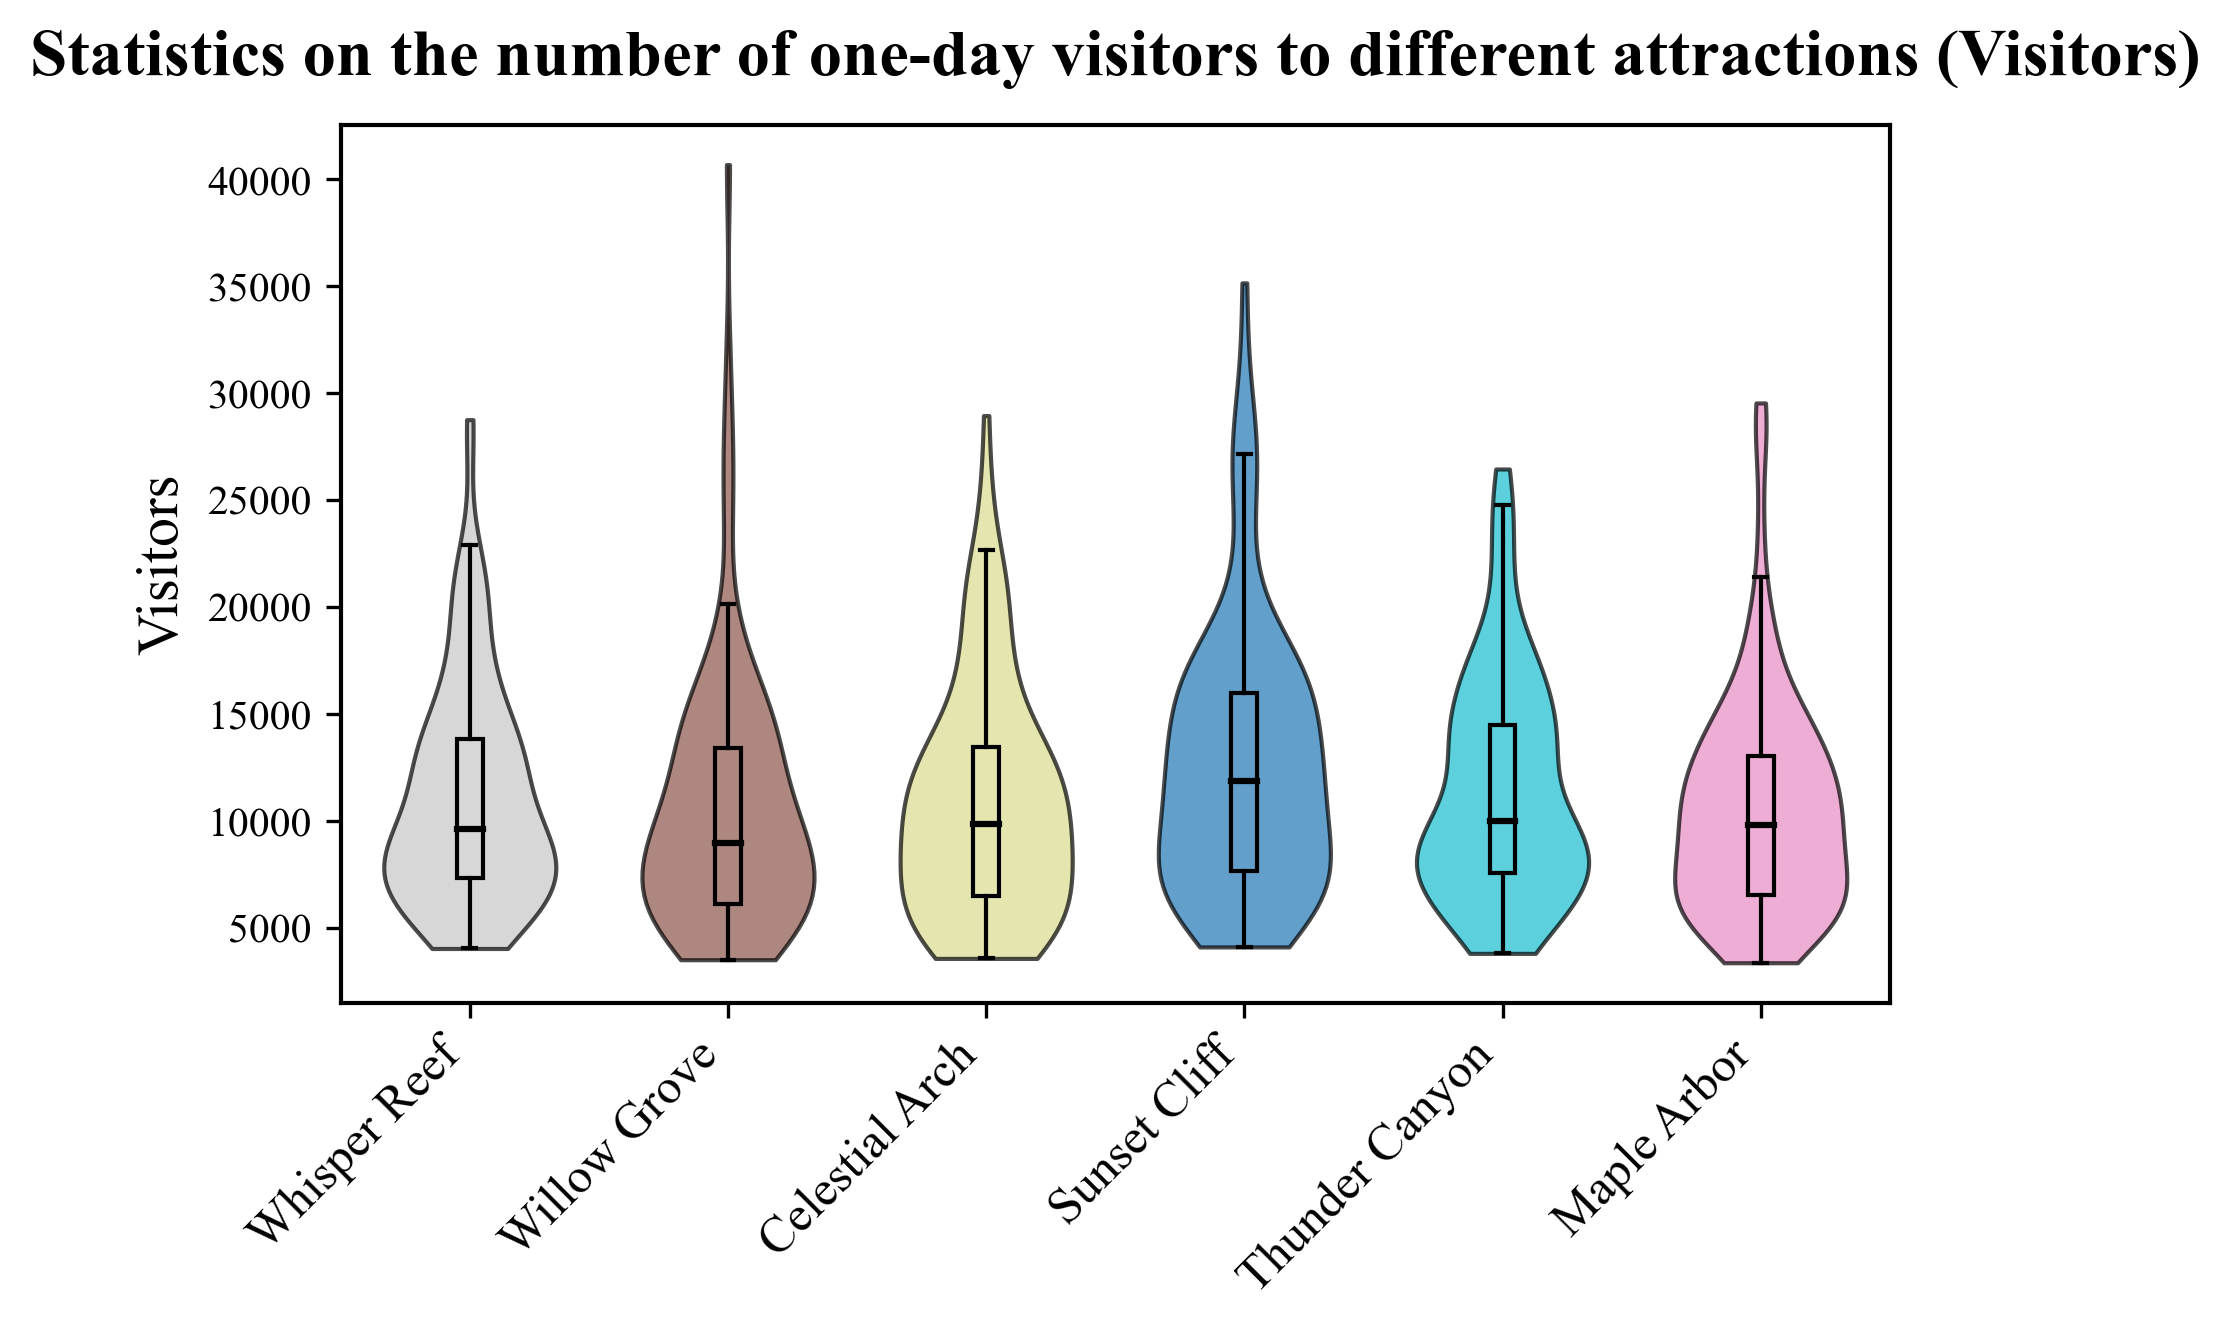 Statistics on the number of one-day visitors to different attractions (Visitors)
Visitors
40000
35000
30000
25000
20000
15000
10000
5000
Whisper Reef
Willow Grove
Celestial Arch
Sunset Cliff
Thunder Canyon
Maple Arbor